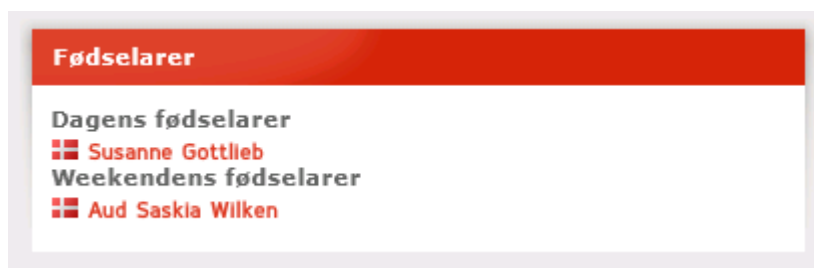 Fødselarer
Dagens fødselarer
Susanne Gottlieb
Weekendens fødselarer
Aud Saskia Wilken